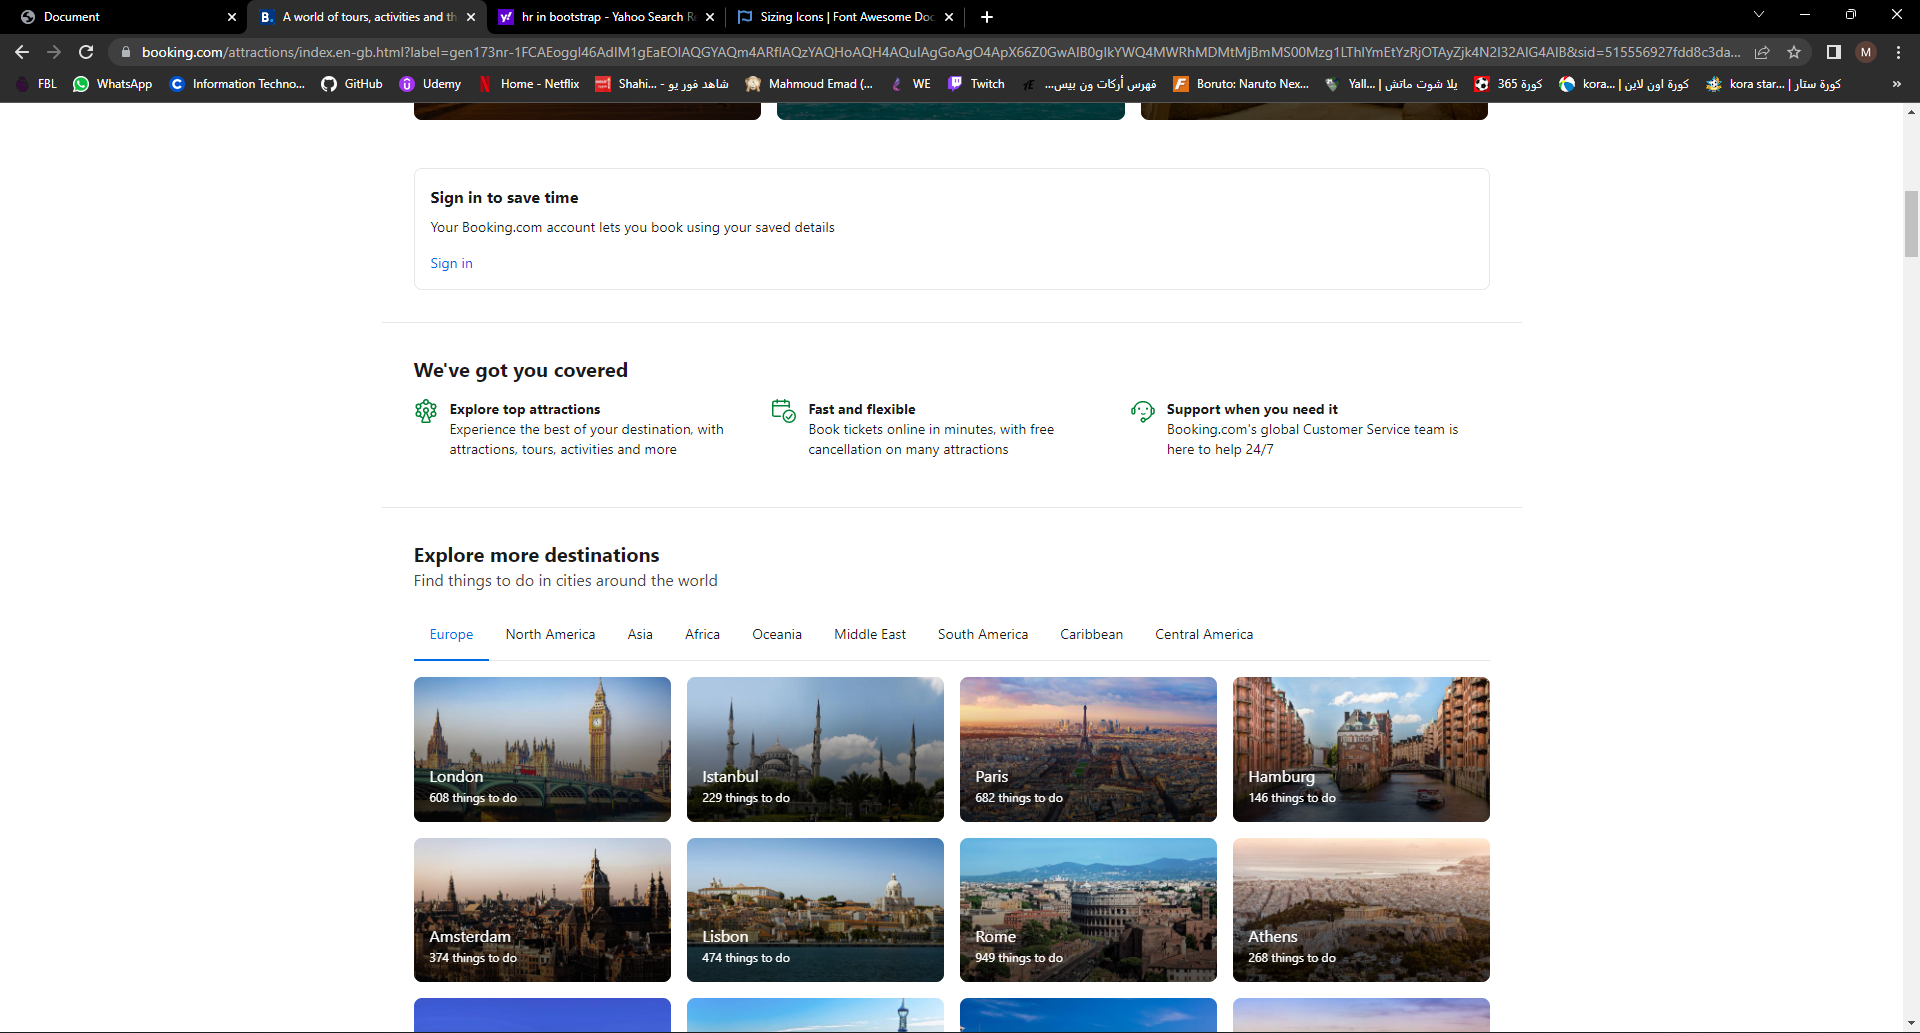 Document
A world of tours, activities and th
hr in bootstrap - Yahoo Search Re
Sizing Icons | Font Awesome Doc
booking.com/attractions/index.en-gb.html?label=gen173nr-1FCAEoggI46AdIM1gEaEOIAQGYAQm4ARfIAQzYAQHoAQH4AQuIAgGoAgO4ApX66Z0GwAIB0gIkYWQ4MWRhMDMtMjBmMS00Mzg1LThlYmEtYzRjOTAyZjk4N2I32AIG4AIB&sid=515556927fdd8c3da...
M
FBL
WhatsApp
Information Techno...
GitHub
Udemy
Home - Netflix
Shahi... - شاهد فور يو
Mahmoud Emad (...
WE
Twitch
فهرس أركات ون بيس...
Boruto: Naruto Nex...
Yall... | يلا شوت ماتش
كورة 365
kora... | كورة اون لاين
kora star... | كورة ستار
»
Sign in to save time
Your Booking.com account lets you book using your saved details
Sign in
We've got you covered
Explore top attractions
Experience the best of your destination, with
attractions, tours, activities and more
Fast and flexible
Book tickets online in minutes, with free
cancellation on many attractions
Support when you need it
Booking.com's global Customer Service team is
here to help 24/7
Explore more destinations
Find things to do in cities around the world
Europe North America Asia Africa Oceania Middle East South America Caribbean Central America
London
608 things to do
Istanbul
229 things to do
Paris
682 things to do
Hamburg
146 things to do
Amsterdam
374 things to do
Lisbon
474 things to do
Rome
949 things to do
Athens
268 things to do